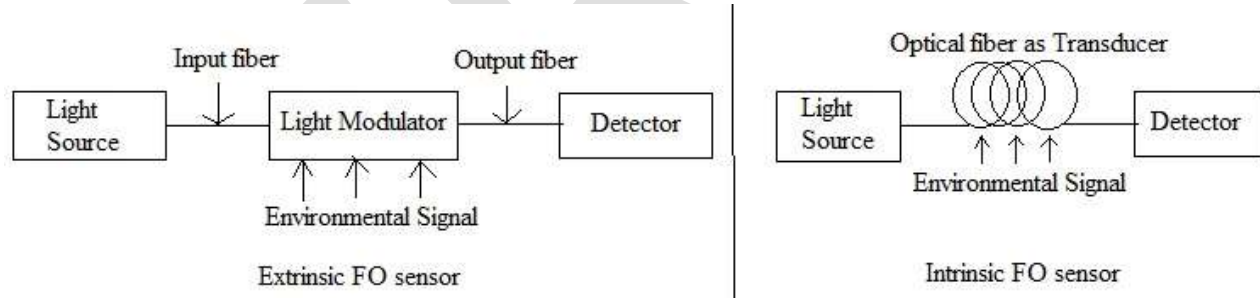 Input fiber
Output fiber
Light
Source
Light Modulator
Detector
Environmental Signal
Extrinsic FO sensor
Optical fiber as Transducer
Light
Source
Detector
Environmental Signal
Intrinsic FO sensor